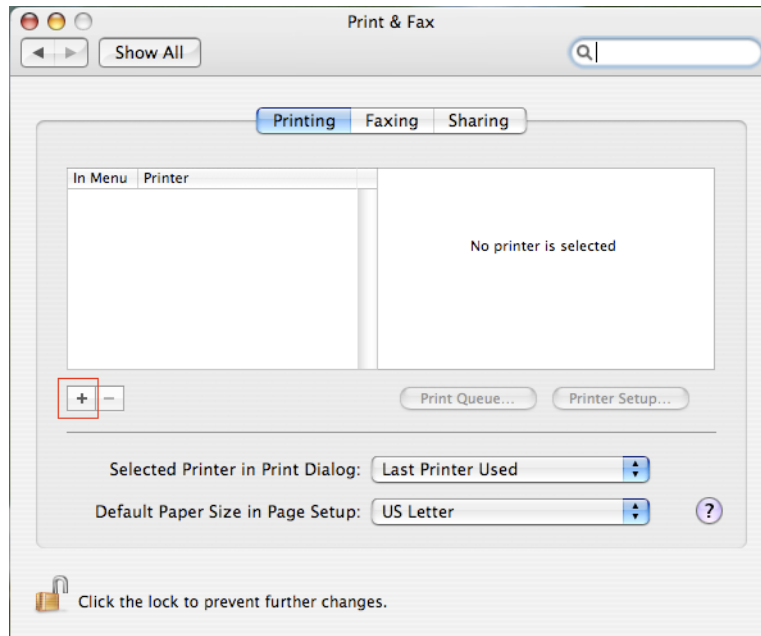 Print & Fax
Show All
Printing Faxing Sharing
In Menu Printer
No printer is selected
+ −
Print Queue... Printer Setup...
Selected Printer in Print Dialog: Last Printer Used
Default Paper Size in Page Setup: US Letter ?
Click the lock to prevent further changes.